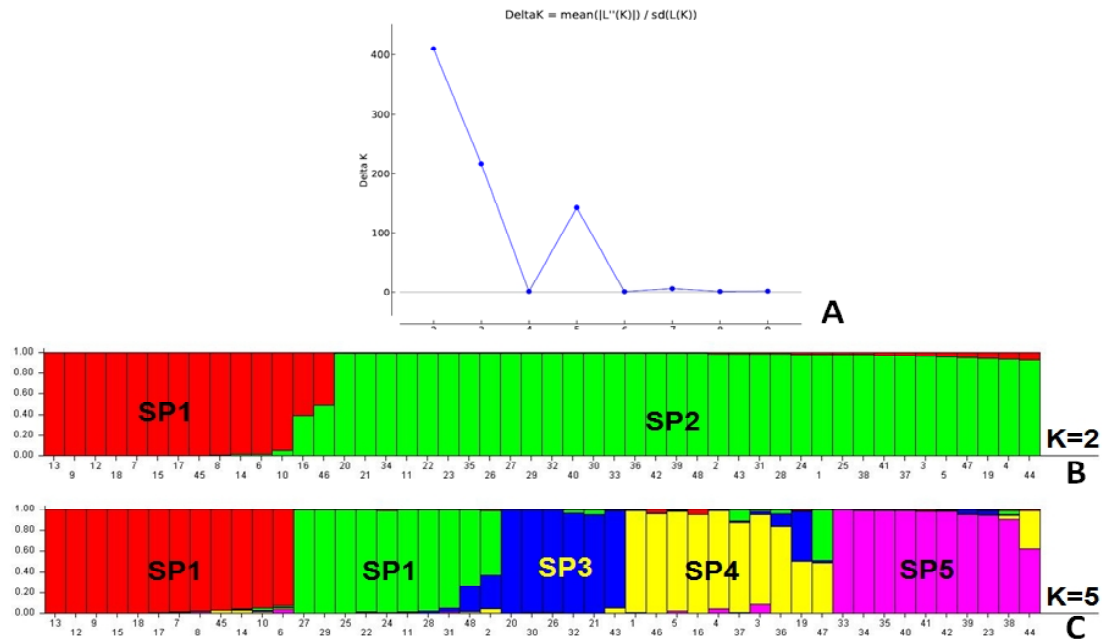 DeltaK = mean(|L''(K)|) / sd(L(K))
400
300
200
100
0
Delta K
A
1.00
0.80
0.60
0.40
0.20
0.00
SP1
SP2
K=2
13 12 7 17 8 6 16 20 34 22 35 27 32 30 36 39 2 31 24 25 41 3 47 4
9 18 15 45 14 10 46 21 11 23 26 29 40 33 42 48 43 28 1 38 37 5 19 44
B
1.00
0.80
0.60
0.40
0.20
0.00
SP1
SP1
SP3
SP4
SP5
K=5
13 9 18 7 45 10 27 25 24 28 48 20 26 21 1 5 4 3 19 33 35 41 39 38
12 15 17 8 14 6 29 22 11 31 2 30 32 43 46 16 37 36 47 34 40 42 23 44
C